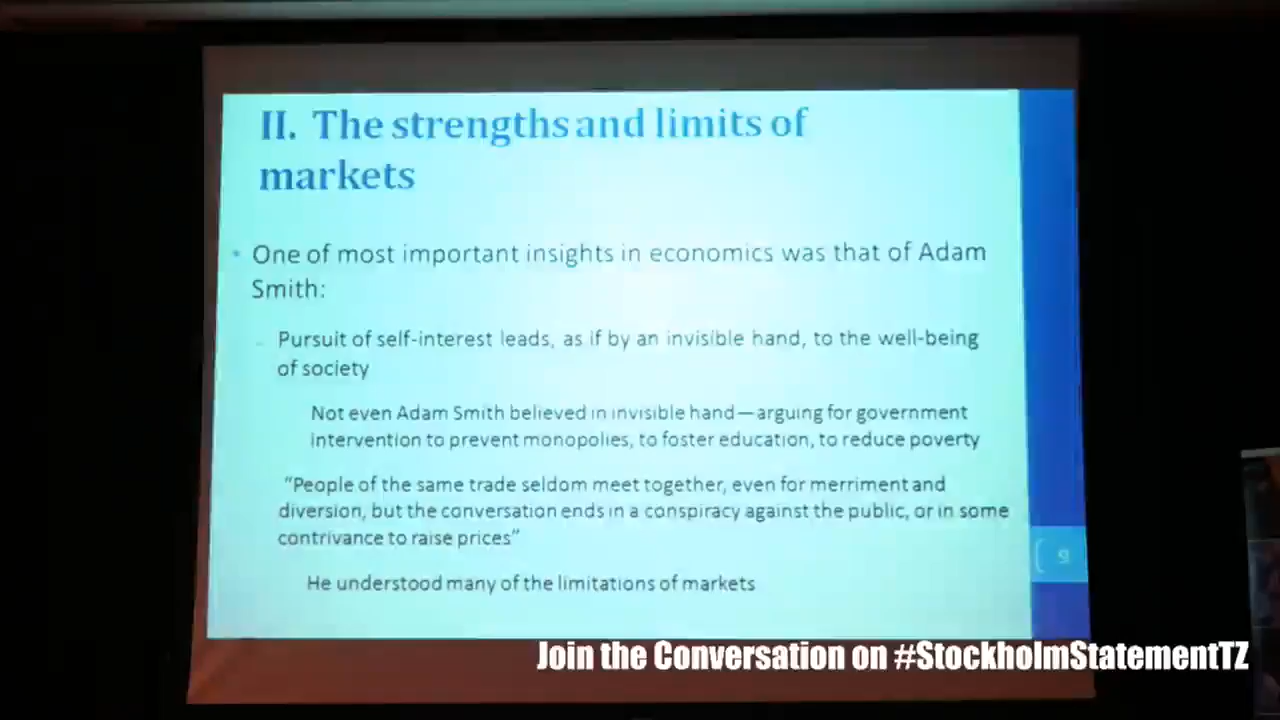 II. The strengths and limits of
markets
• One of most important insights in economics was that of Adam
Smith:
- Pursuit of self-interest leads, as if by an invisible hand, to the well-being
of society
Not even Adam Smith believed in invisible hand—arguing for government
intervention to prevent monopolies, to foster education, to reduce poverty
"People of the same trade seldom meet together, even for merriment and
diversion, but the conversation ends in a conspiracy against the public, or in some
contrivance to raise prices"
He understood many of the limitations of markets
9
Join the Conversation on #StockholmStatementTZ